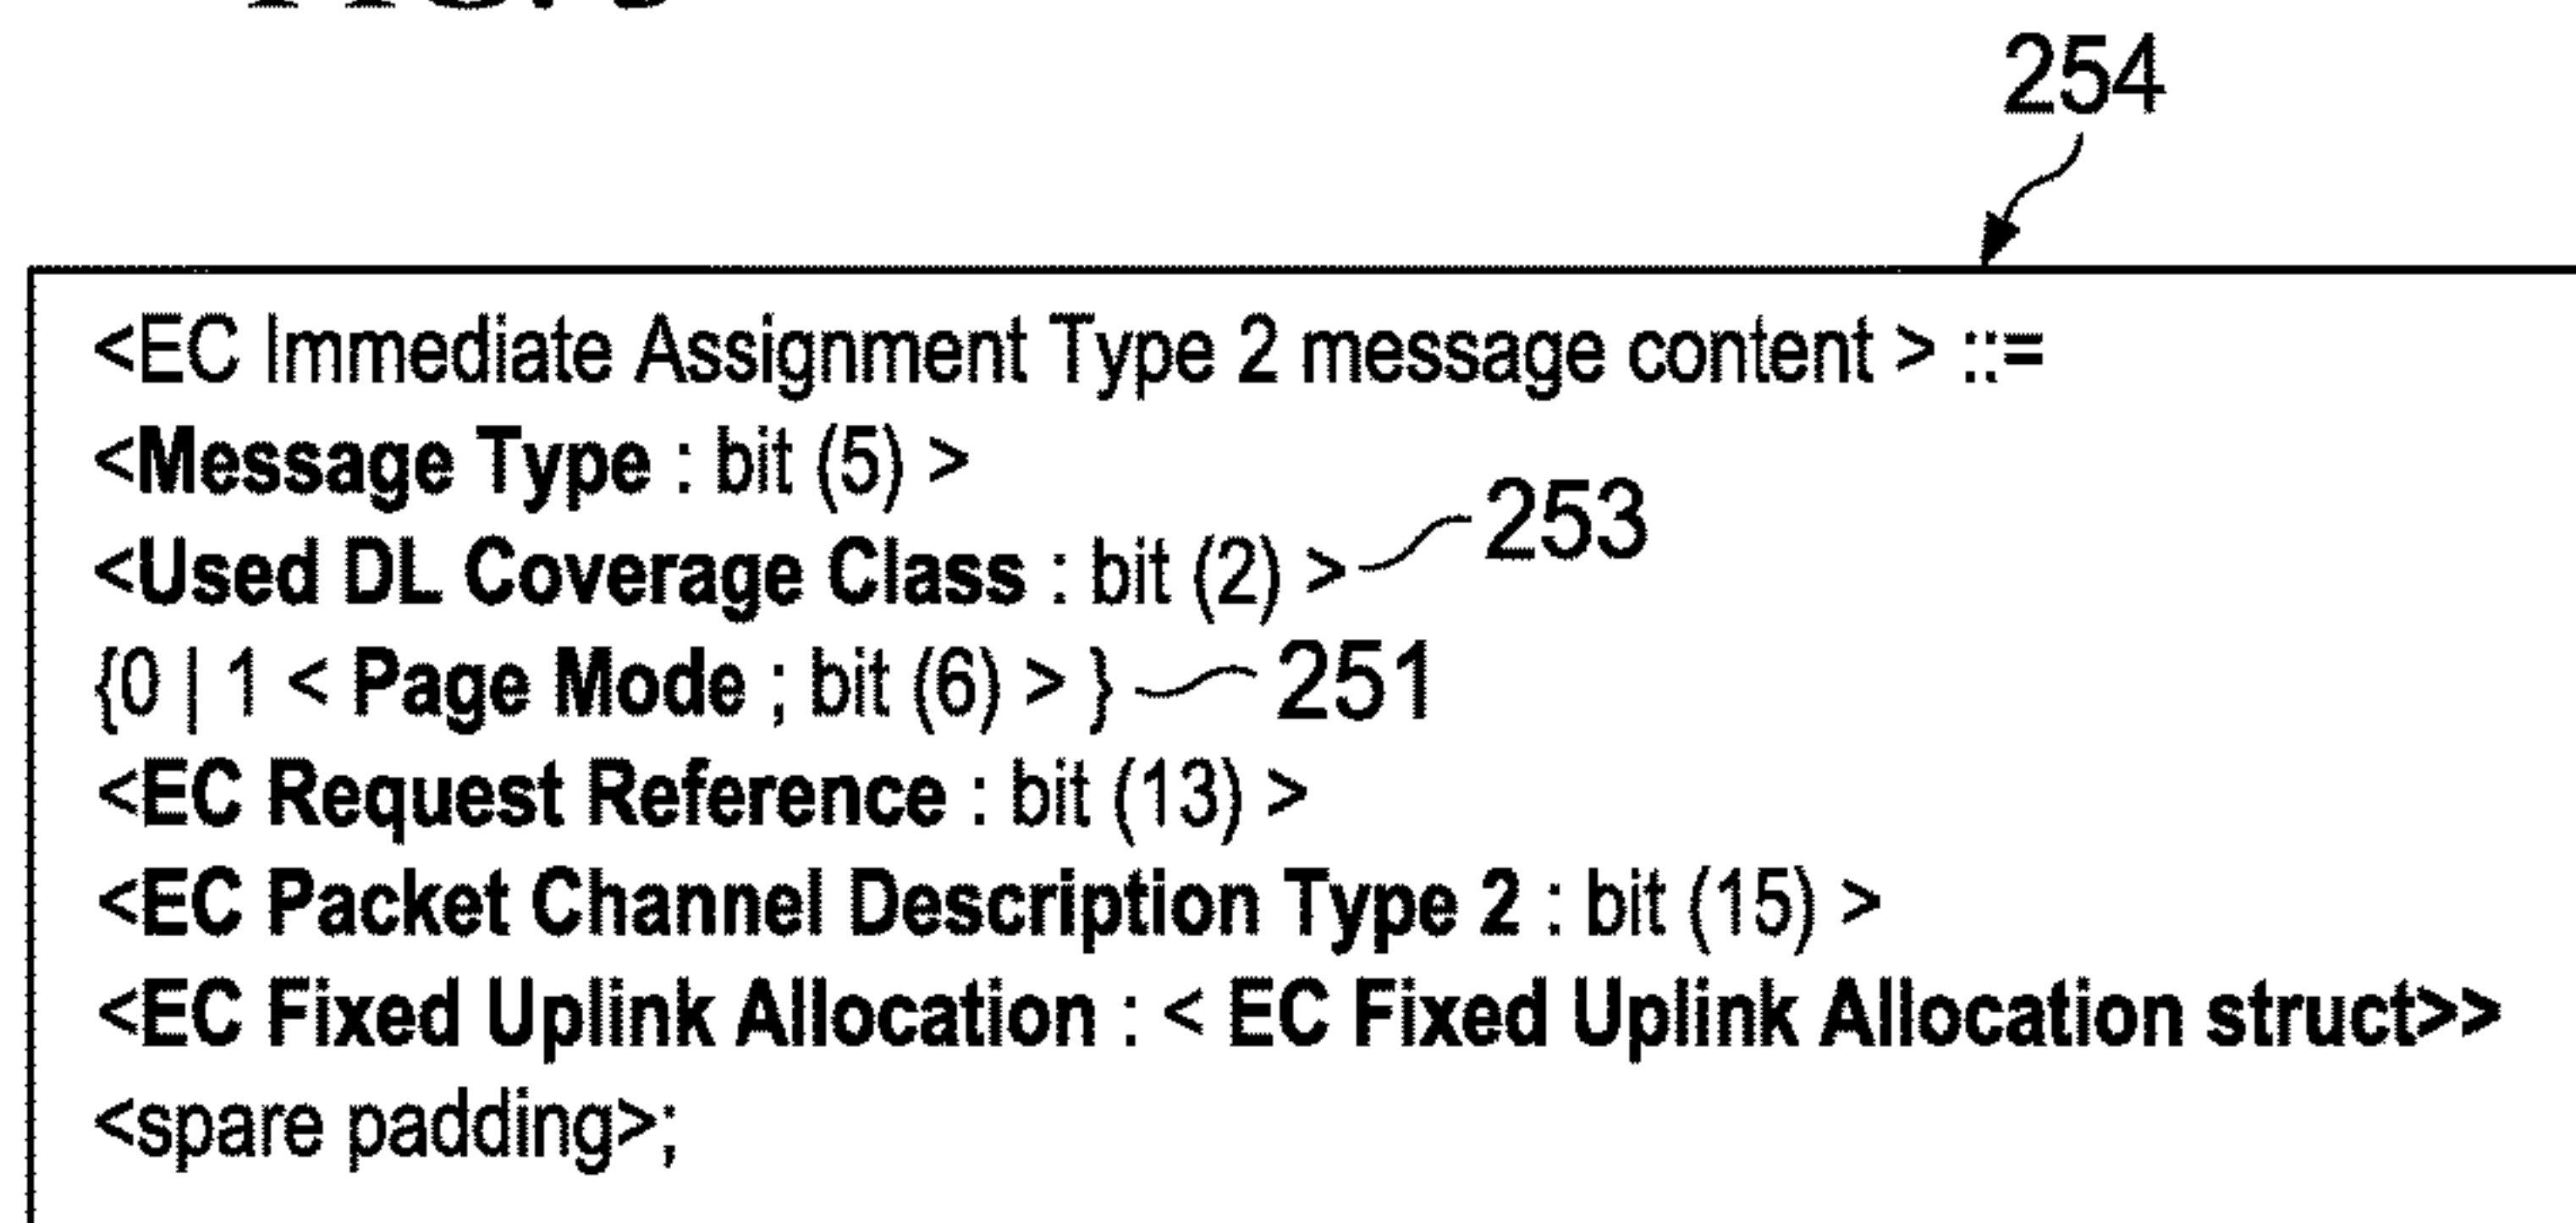 254
<EC Immediate Assignment Type 2 message content > ::=
<Message Type : bit (5) >
<Used DL Coverage Class : bit (2) > 253
{0 | 1 < Page Mode ; bit (6) > } 251
<EC Request Reference : bit (13) >
<EC Packet Channel Description Type 2 : bit (15) >
<EC Fixed Uplink Allocation : < EC Fixed Uplink Allocation struct>>
<spare padding>;